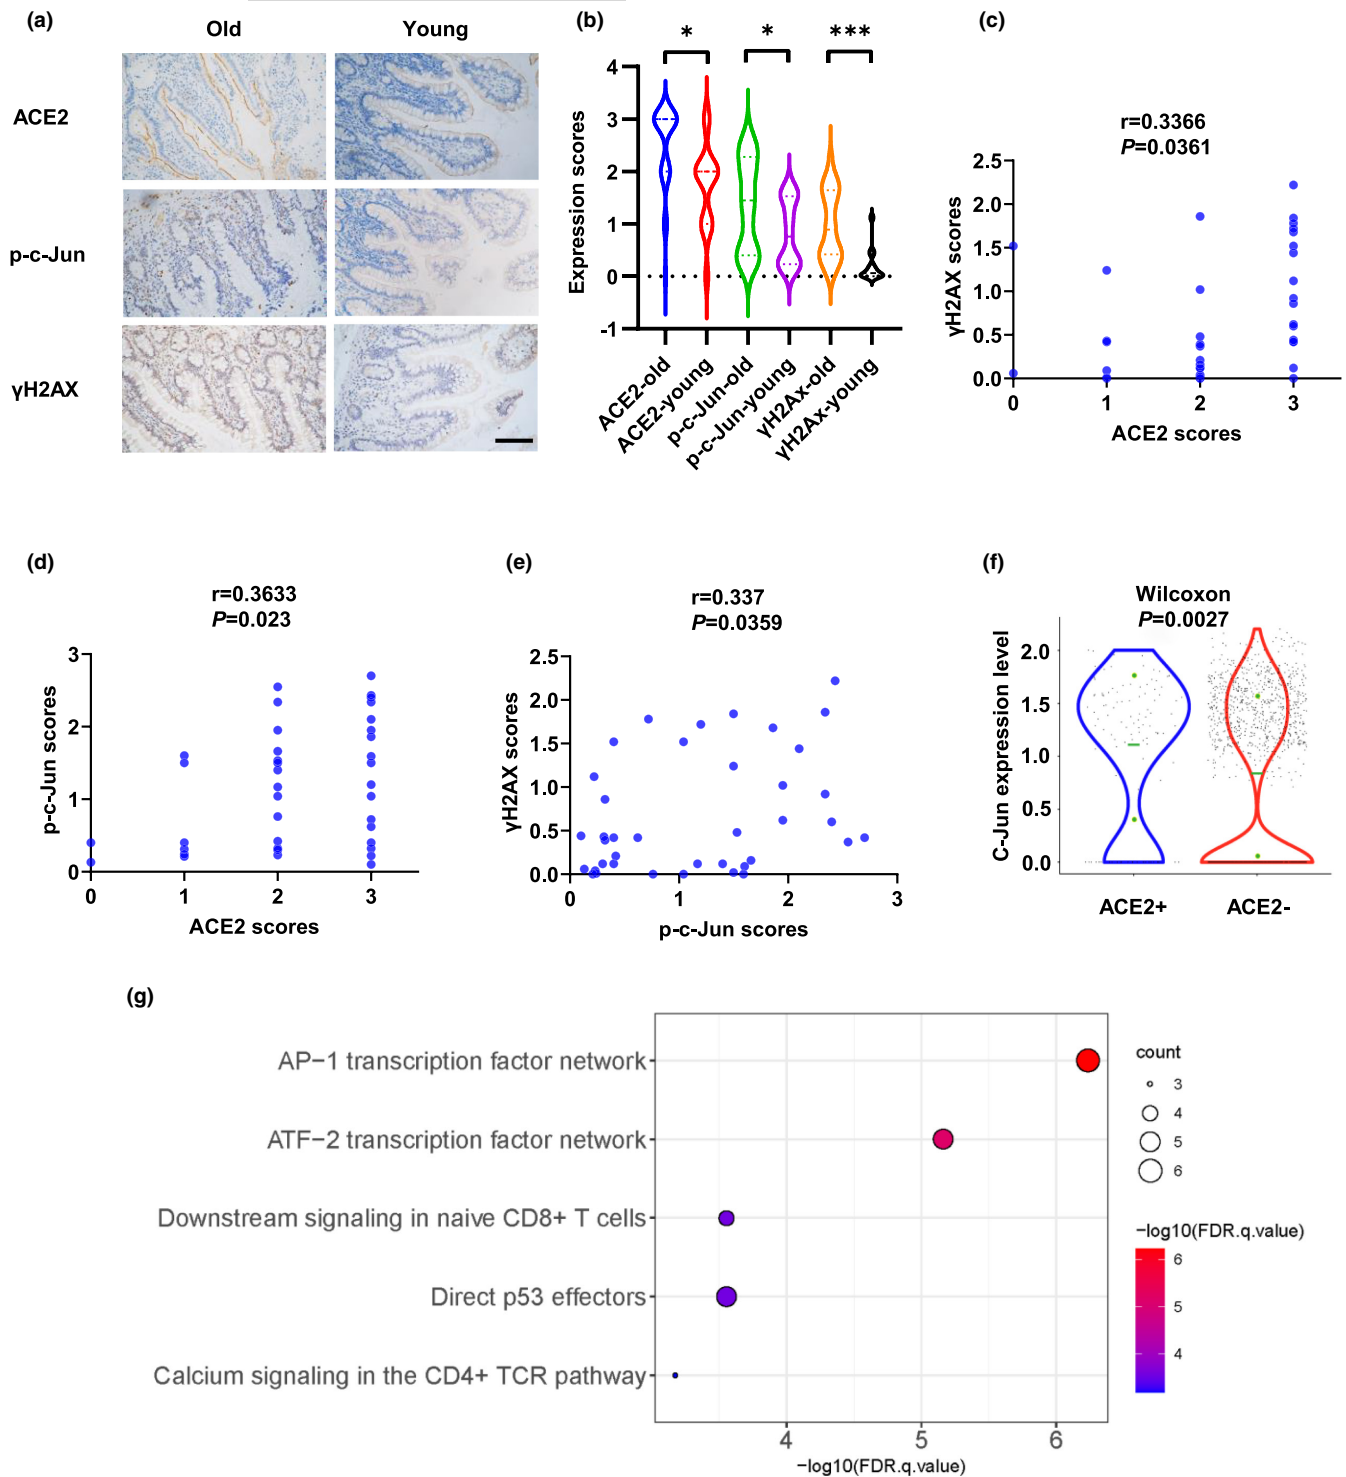 (a)
Old
Young
ACE2
p-c-Jun
γH2AX
(b)
*
*
***
Expression scores
4
3
2
1
0
-1
ACE2-old
ACE2-young
p-c-Jun-old
p-c-Jun-young
γH2Ax-old
γH2Ax-young
(c)
r=0.3366
P=0.0361
γH2AX scores
2.5
2.0
1.5
1.0
0.5
0.0
0
1
2
3
ACE2 scores
(d)
r=0.3633
P=0.023
p-c-Jun scores
3
2
1
0
0
1
2
3
ACE2 scores
(e)
r=0.337
P=0.0359
γH2AX scores
2.5
2.0
1.5
1.0
0.5
0.0
0
1
2
3
p-c-Jun scores
(f)
Wilcoxon
P=0.0027
C-Jun expression level
2.0
1.5
1.0
0.5
0.0
ACE2+
ACE2-
(g)
AP−1 transcription factor network
ATF−2 transcription factor network
Downstream signaling in naive CD8+ T cells
Direct p53 effectors
Calcium signaling in the CD4+ TCR pathway
4
5
6
−log10(FDR.q.value)
count
3
4
5
6
−log10(FDR.q.value)
6
5
4